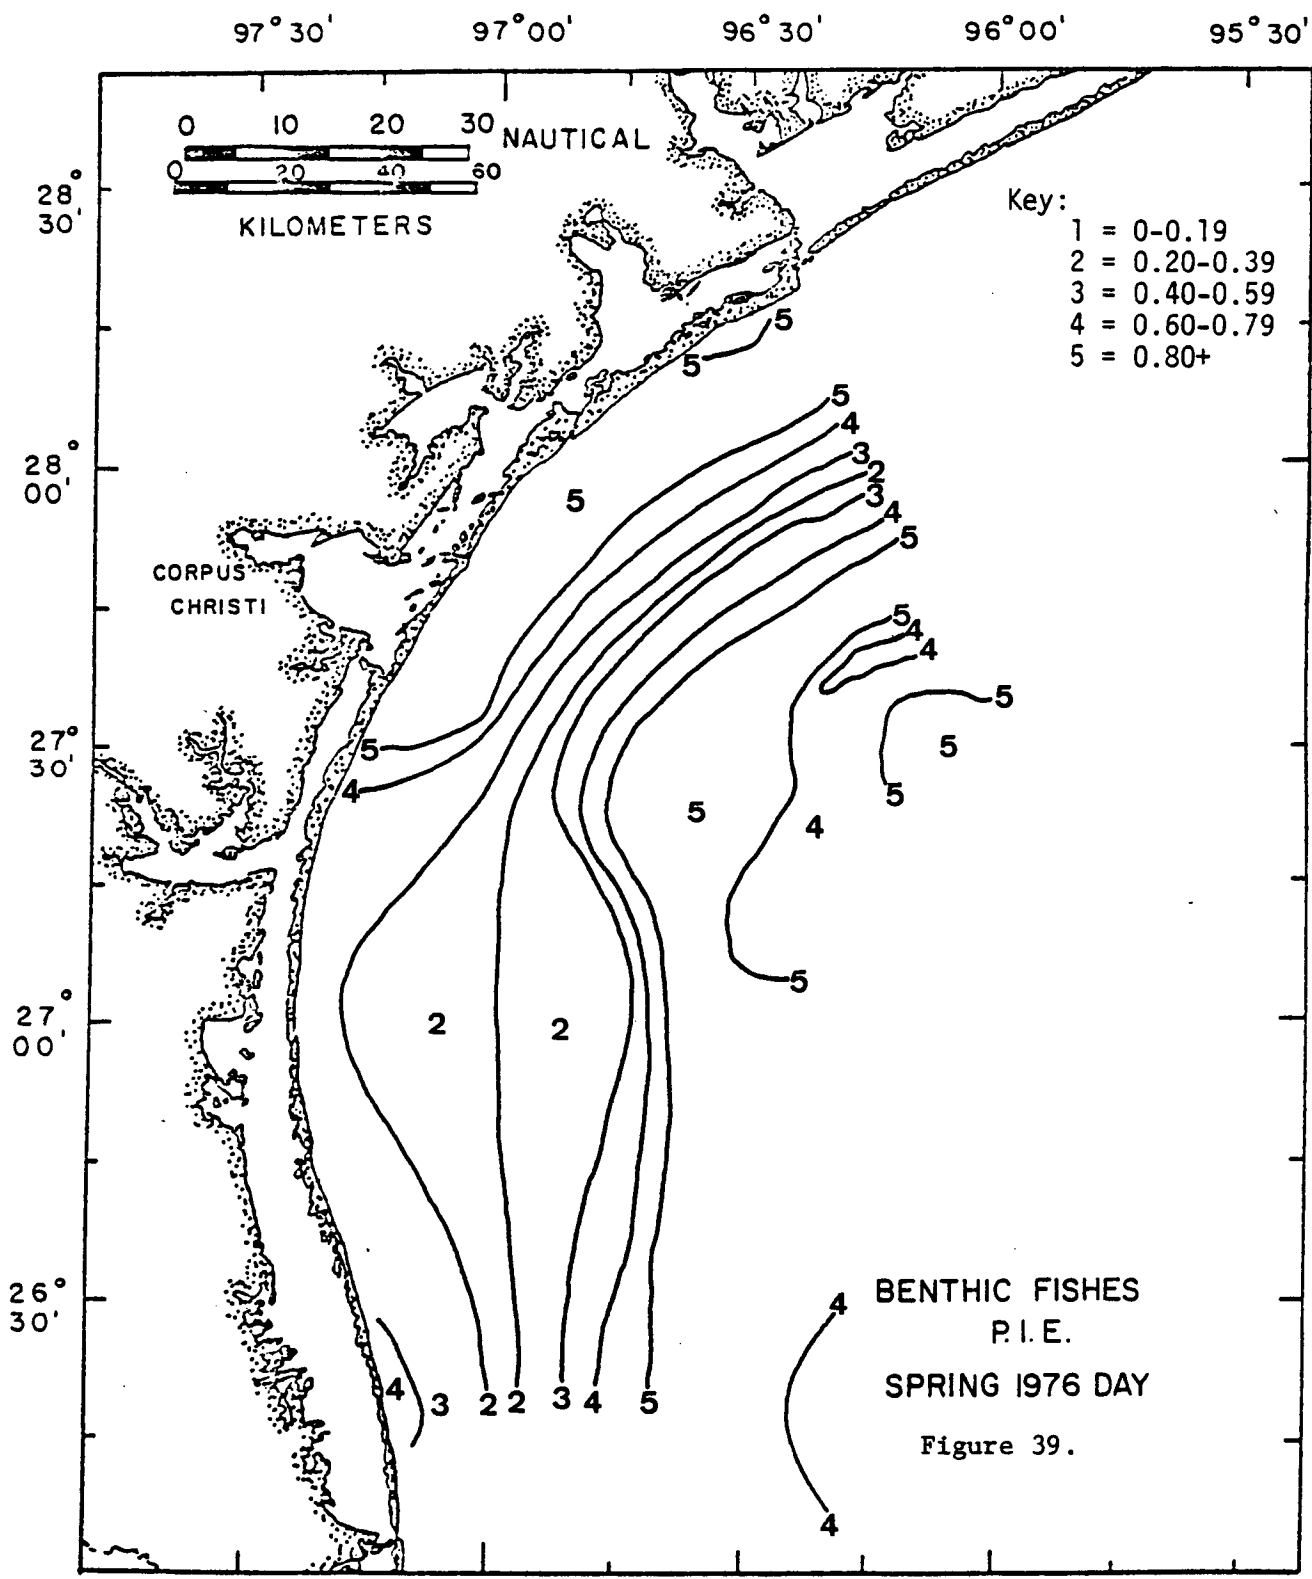 97°30' 97°00' 96°30' 96°00' 95°30'
0 10 20 30 NAUTICAL
0 20 40 60
KILOMETERS
28°
30'
Key:
1 = 0-0.19
2 = 0.20-0.39
3 = 0.40-0.59
4 = 0.60-0.79
5 = 0.80+
5
5
5
4
3
28°
00'
2
3
5
4
5
CORPUS
CHRISTI
5
4
4
5
27°
30'
5
5
4
5
5
4
5
27°
00'
2
2
26°
30'
4
BENTHIC FISHES
P.I.E.
SPRING 1976 DAY
4
3 2 2 3 4 5
Figure 39.
4